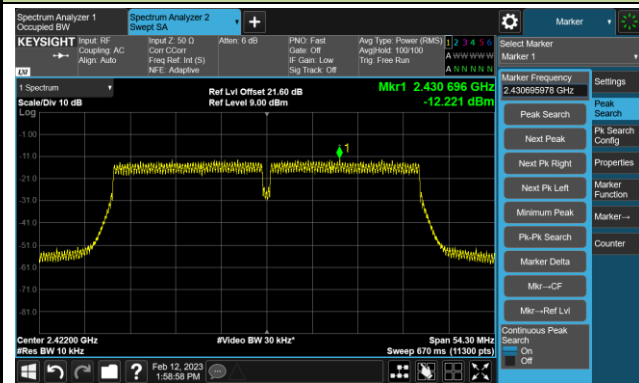 Spectrum Analyzer 1
Occupied BW
Spectrum Analyzer 2
Swept SA
Marker
KEYSIGHT
Input: RF
Coupling: AC
Align: Auto
Input Z: 50 Ω
Corr CCorr
Freq Ref: Int (S)
NFE: Adaptive
Atten: 6 dB
PNO: Fast
Gate: Off
IF Gain: Low
Sig Track: Off
Avg Type: Power (RMS)
Avg|Hold: 100/100
Trig: Free Run
1 2 3 4 5 6
A W W W W W
A N N N N N
LXI
Select Marker
Marker 1
1 Spectrum
Scale/Div 10 dB
Log
Ref Lvl Offset 21.60 dB
Ref Level 9.00 dBm
Mkr1 2.430 696 GHz
-12.221 dBm
-1.00
-11.0
-21.0
-31.0
-41.0
-51.0
-61.0
-71.0
-81.0
1
Center 2.42200 GHz
#Res BW 10 kHz
#Video BW 30 kHz*
Span 54.30 MHz
Sweep 670 ms (11300 pts)
Marker Frequency
2.430695978 GHz
Peak Search
Next Peak
Next Pk Right
Next Pk Left
Minimum Peak
Pk-Pk Search
Marker Delta
Mkr→CF
Mkr→Ref Lvl
Continuous Peak
Search
On
Off
Settings
Peak
Search
Pk Search
Config
Properties
Marker
Function
Marker→
Counter
Feb 12, 2023
1:58:58 PM